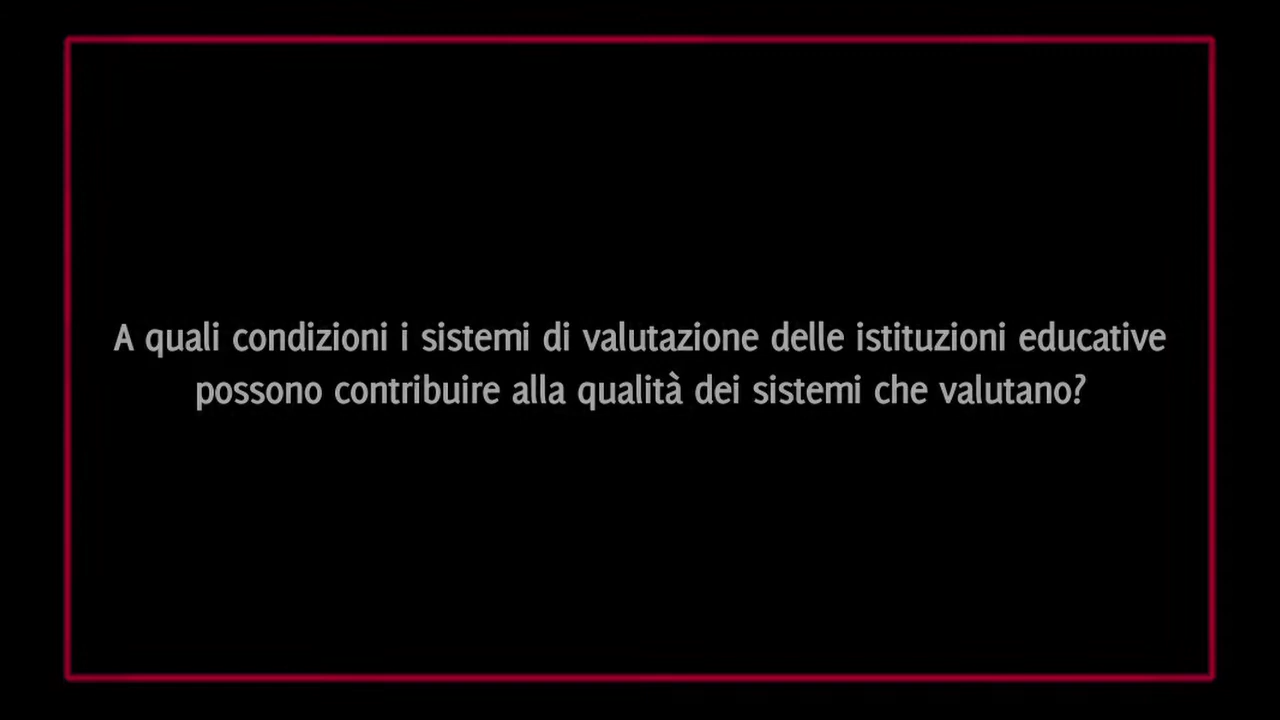 A quali condizioni i sistemi di valutazione delle istituzioni educative
possono contribuire alla qualità dei sistemi che valutano?